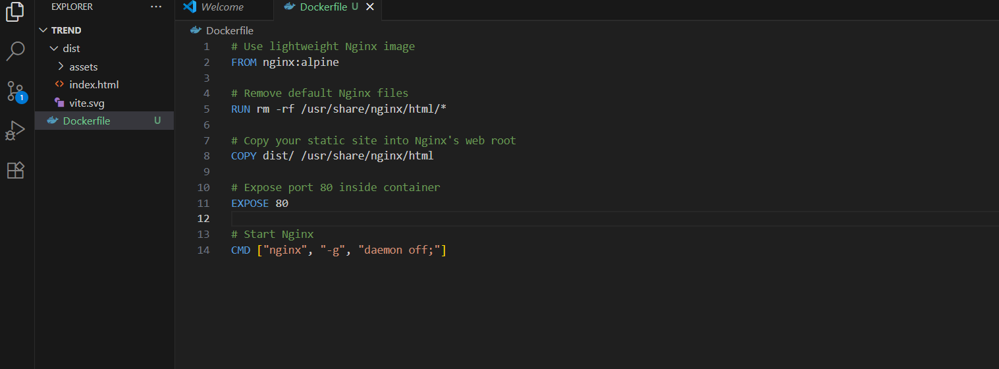 EXPLORER ...
Welcome
Dockerfile U
TREND
dist
assets
index.html
vite.svg
Dockerfile U
1
Dockerfile
1 # Use lightweight Nginx image
2 FROM nginx:alpine
3
4 # Remove default Nginx files
5 RUN rm -rf /usr/share/nginx/html/*
6
7 # Copy your static site into Nginx's web root
8 COPY dist/ /usr/share/nginx/html
9
10 # Expose port 80 inside container
11 EXPOSE 80
12
13 # Start Nginx
14 CMD ["nginx", "-g", "daemon off;"]